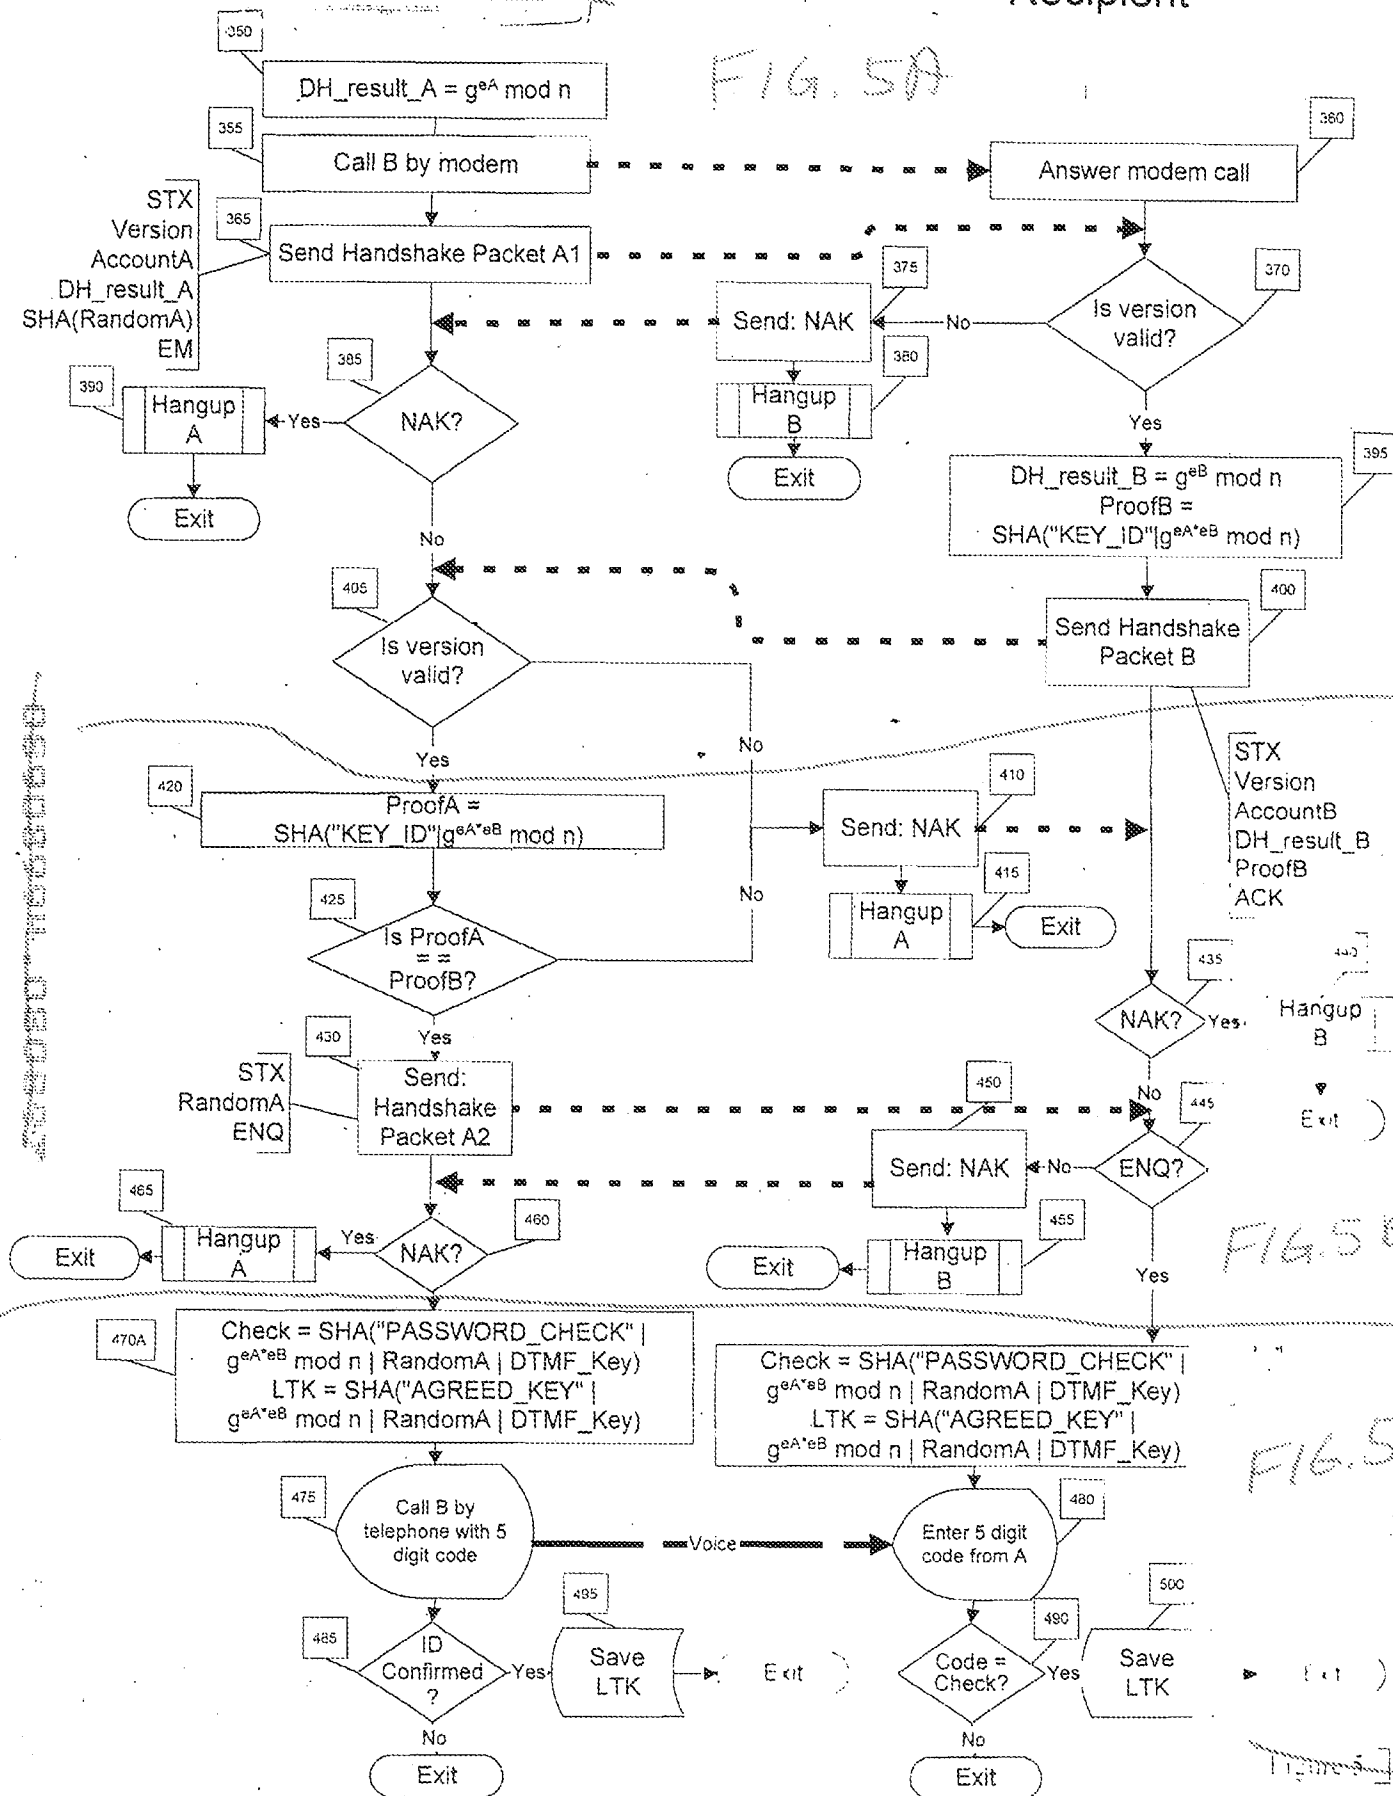 350
FIG. 5A
DH_result_A = g^eA mod n
355
Call B by modem
360
Answer modem call
STX
Version
AccountA
DH_result_A
SHA(RandomA)
EM
365
Send Handshake Packet A1
370
Is version
valid?
No
375
Send: NAK
380
Hangup
B
Exit
385
NAK?
Yes
390
Hangup
A
Exit
Yes
395
DH_result_B = g^eB mod n
ProofB =
SHA("KEY_ID"|g^eA*eB mod n)
No
405
Is version
valid?
400
Send Handshake
Packet B
No
Yes
STX
Version
AccountB
DH_result_B
ProofB
ACK
420
ProofA =
SHA("KEY_ID"|g^eA*eB mod n)
410
Send: NAK
415
Hangup
A
Exit
No
425
Is ProofA
= =
ProofB?
435
NAK?
Yes
440
Hangup
B
Exit
Yes
430
Send:
Handshake
Packet A2
STX
RandomA
ENQ
No
445
ENQ?
No
450
Send: NAK
455
Hangup
B
Exit
460
NAK?
Yes
465
Hangup
A
Exit
Yes
FIG. 5
470A
Check = SHA("PASSWORD_CHECK" |
g^eA*eB mod n | RandomA | DTMF_Key)
LTK = SHA("AGREED_KEY" |
g^eA*eB mod n | RandomA | DTMF_Key)
Check = SHA("PASSWORD_CHECK" |
g^eA*eB mod n | RandomA | DTMF_Key)
LTK = SHA("AGREED_KEY" |
g^eA*eB mod n | RandomA | DTMF_Key)
FIG. 5
475
Call B by
telephone with 5
digit code
Voice
480
Enter 5 digit
code from A
485
ID
Confirmed
?
Yes
495
Save
LTK
Exit
490
Code =
Check?
Yes
500
Save
LTK
No
Exit
No
Exit
Figure 5